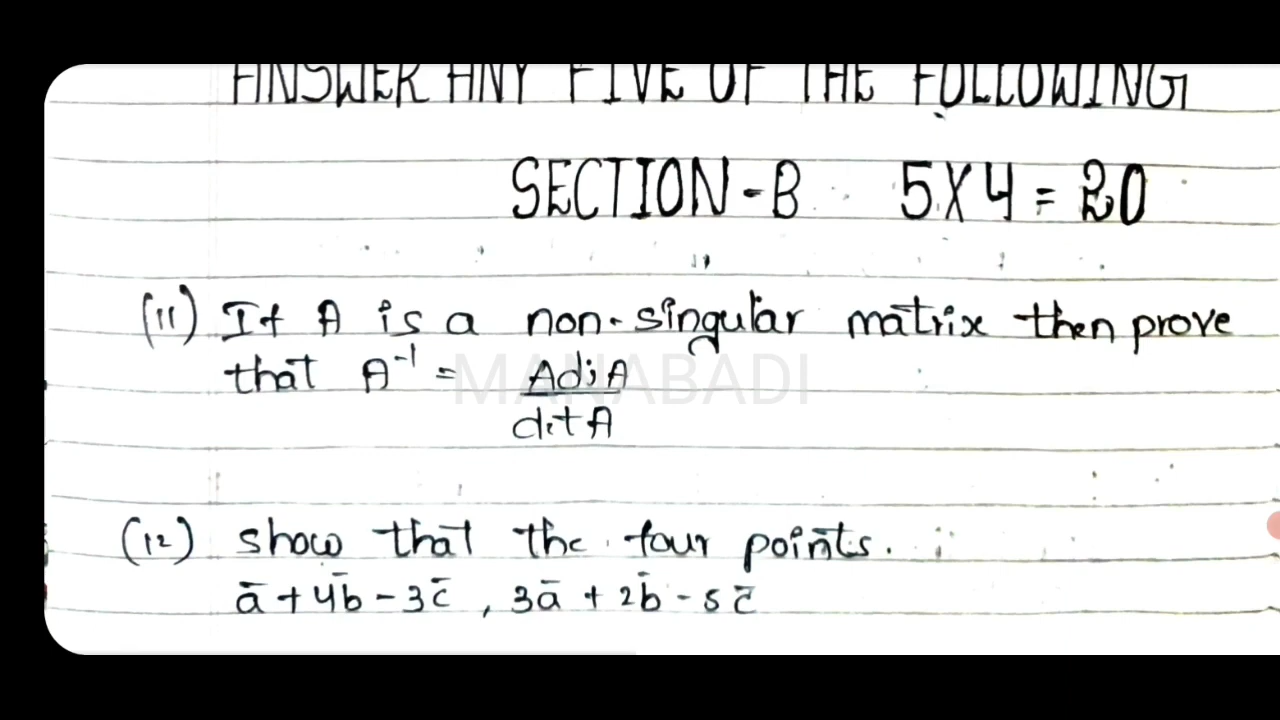 ANSWER ANY FIVE OF THE FOLLOWING
SECTION-B 5X4=20
(11) If A is a non-singular matrix then prove
that A⁻¹ = AdjA
detA
MANABADI
(12) show that the four points.
a̅+4b̅-3c̅, 3a̅+2b̅-5c̅